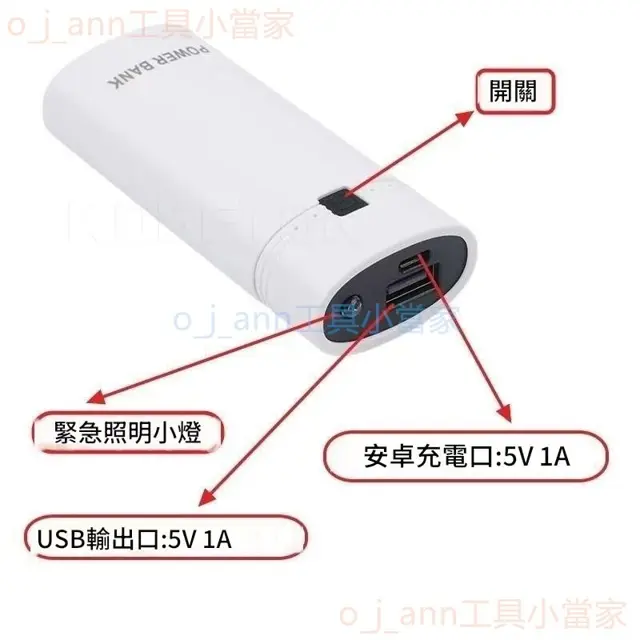 o_j_ann工具小當家
POWER BANK
開關
o_j_ann工具小當家
緊急照明小燈
安卓充電口:5V 1A
USB輸出口:5V 1A
o_j_ann工具小當家